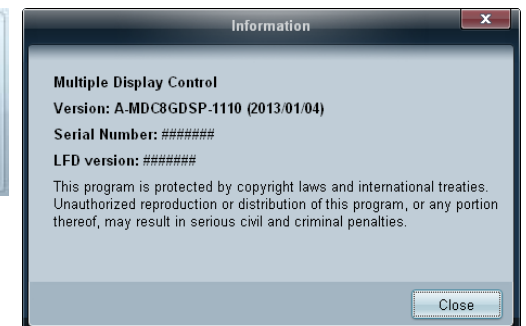 Information
x
Multiple Display Control
Version: A-MDC8GDSP-1110 (2013/01/04)
Serial Number: #######
LFD version: #######
This program is protected by copyright laws and international treaties.
Unauthorized reproduction or distribution of this program, or any portion
thereof, may result in serious civil and criminal penalties.
Close